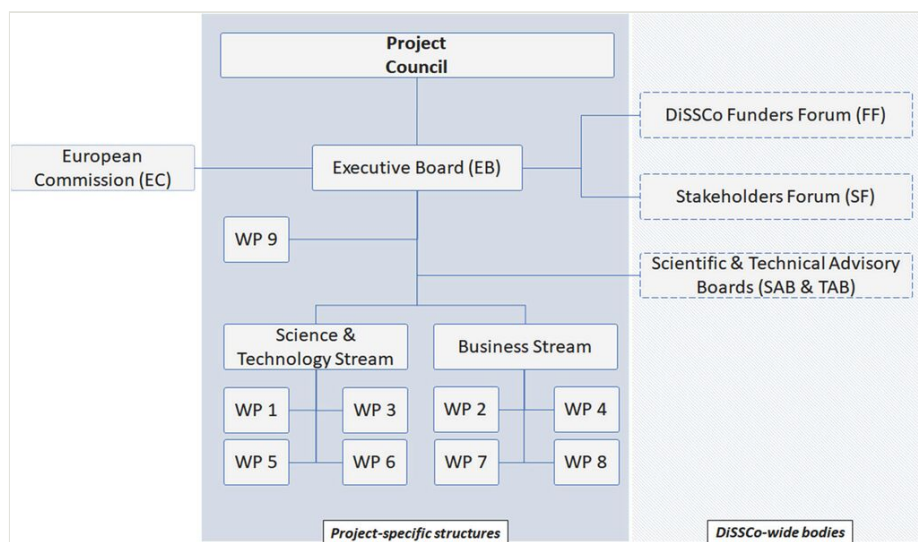 Project
Council
DiSSCo Funders Forum (FF)
European
Commission (EC)
Executive Board (EB)
Stakeholders Forum (SF)
WP 9
Scientific & Technical Advisory
Boards (SAB & TAB)
Science &
Technology Stream
Business Stream
WP 1
WP 3
WP 2
WP 4
WP 5
WP 6
WP 7
WP 8
Project-specific structures
DiSSCo-wide bodies